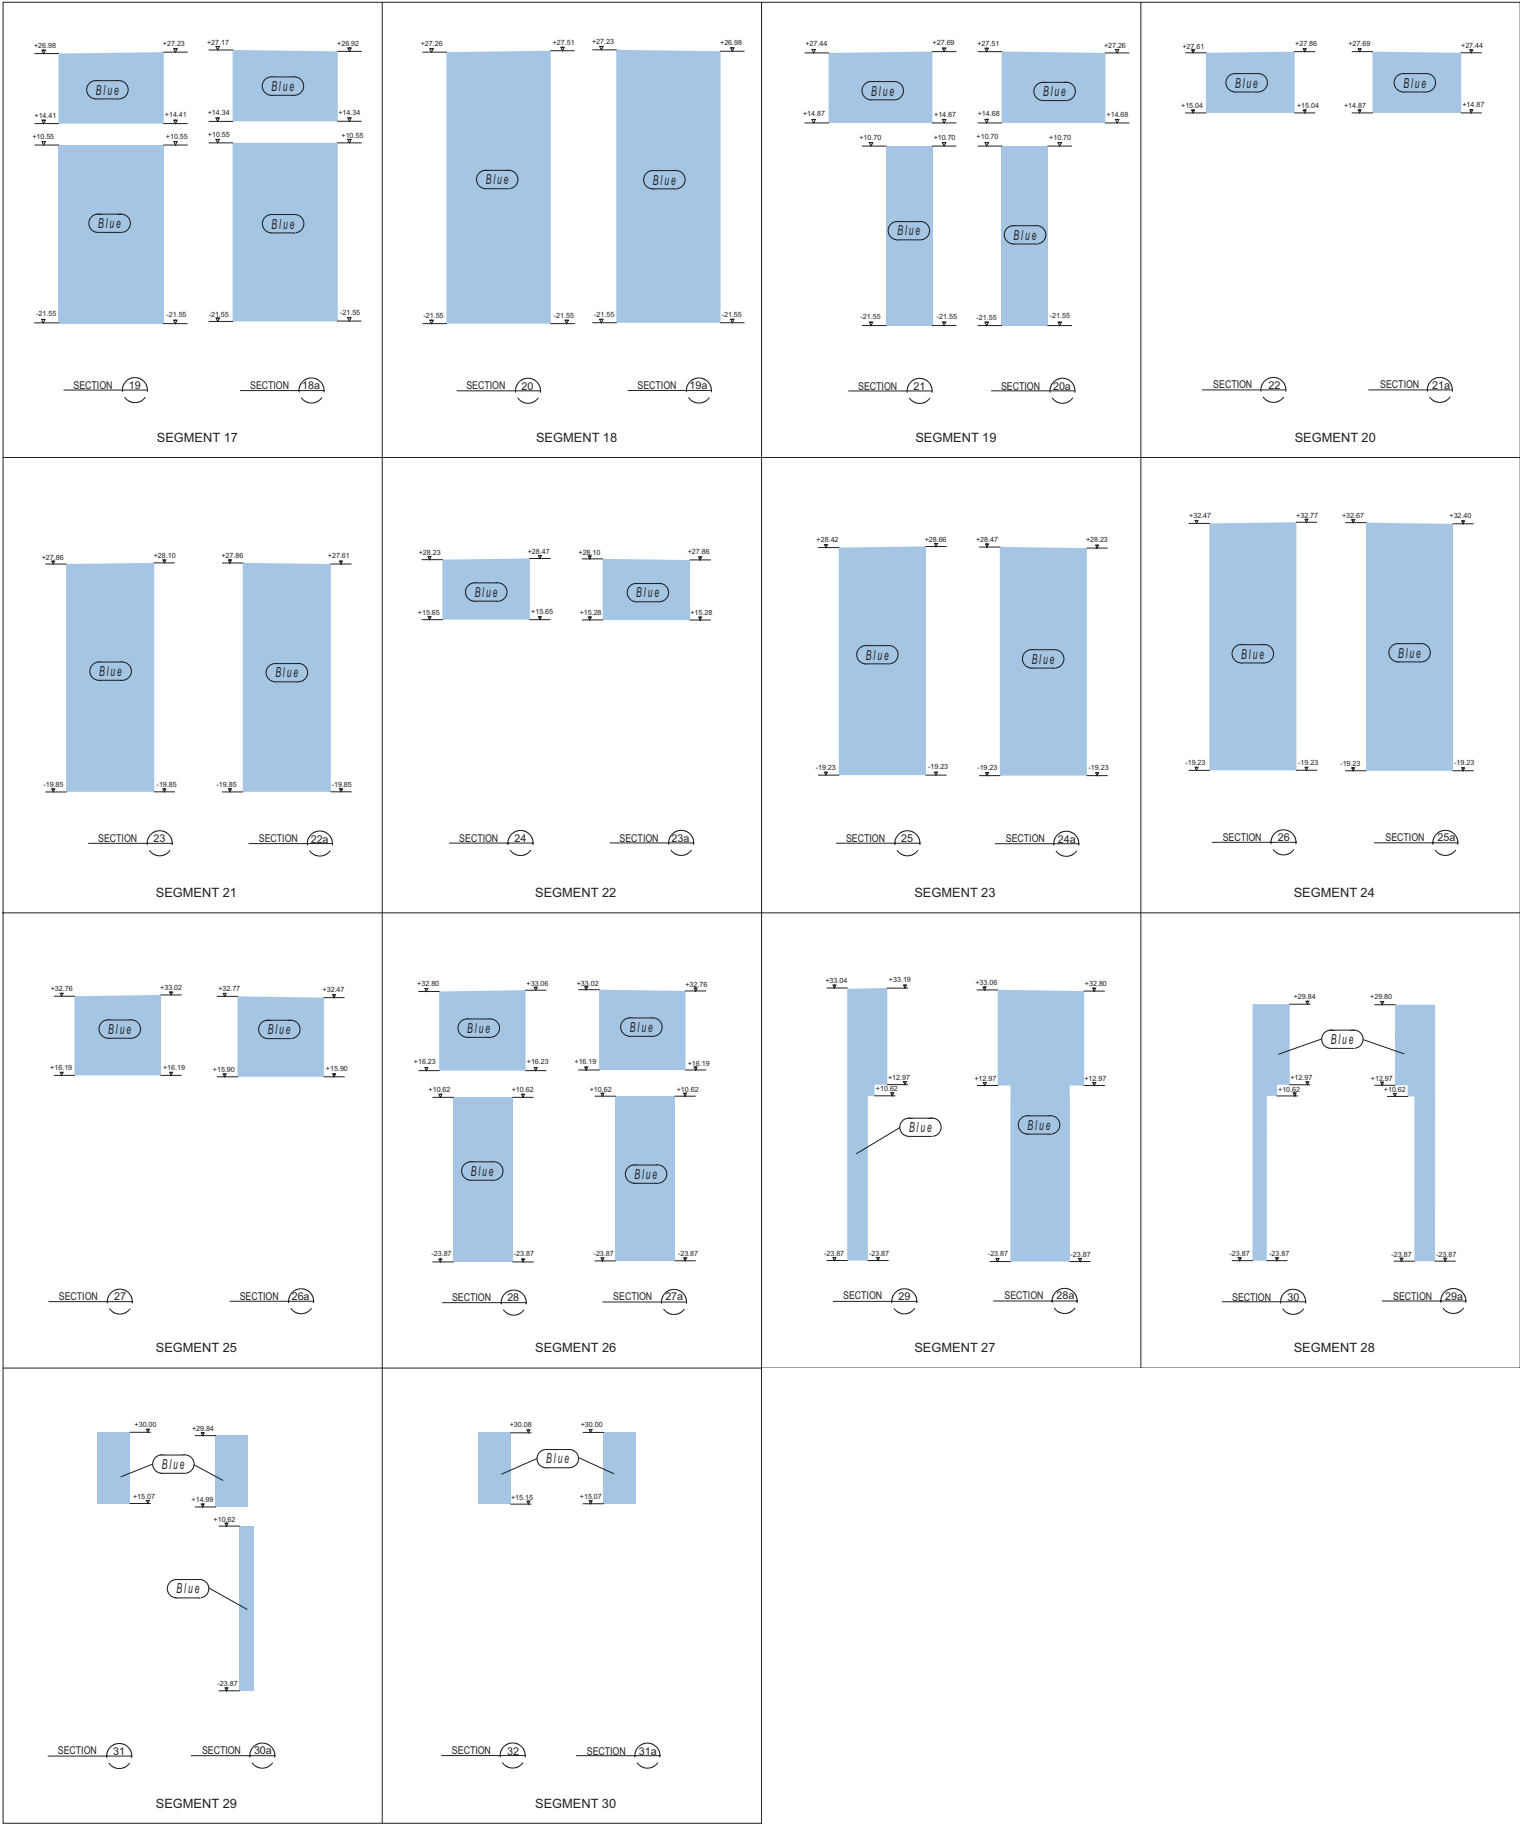 +26.98 +27.23 +27.17 +26.92
Blue Blue
+14.41 +14.41 +14.34 +14.34
+10.55 +10.55 +10.55 +10.55
Blue Blue
-21.55 -21.55 -21.55 -21.55
SECTION 19 SECTION 18a
SEGMENT 17
+27.26 +27.51 +27.23 +26.98
Blue Blue
-21.55 -21.55 -21.55 -21.55
SECTION 20 SECTION 19a
SEGMENT 18
+27.44 +27.69 +27.51 +27.26
Blue Blue
+14.87 +14.87 +14.68 +14.68
+10.70 +10.70 +10.70 +10.70
Blue Blue
-21.55 -21.55 -21.55 -21.55
SECTION 21 SECTION 20a
SEGMENT 19
+27.61 +27.86 +27.69 +27.44
Blue Blue
+15.04 +15.04 +14.87 +14.87
SECTION 22 SECTION 21a
SEGMENT 20
+27.86 +28.10 +27.86 +27.61
Blue Blue
-19.85 -19.85 -19.85 -19.85
SECTION 23 SECTION 22a
SEGMENT 21
+28.23 +28.47 +28.10 +27.86
Blue Blue
+15.65 +15.65 +15.28 +15.28
SECTION 24 SECTION 23a
SEGMENT 22
+28.42 +28.66 +28.47 +28.23
Blue Blue
-19.23 -19.23 -19.23 -19.23
SECTION 25 SECTION 24a
SEGMENT 23
+32.47 +32.77 +32.67 +32.40
Blue Blue
-19.23 -19.23 -19.23 -19.23
SECTION 26 SECTION 25a
SEGMENT 24
+32.76 +33.02 +32.77 +32.47
Blue Blue
+16.19 +16.19 +15.90 +15.90
SECTION 27 SECTION 26a
SEGMENT 25
+32.80 +33.06 +33.02 +32.76
Blue Blue
+16.23 +16.23 +16.19 +16.19
+10.62 +10.62 +10.62 +10.62
Blue Blue
-23.87 -23.87 -23.87 -23.87
SECTION 28 SECTION 27a
SEGMENT 26
+33.04 +33.19 +33.06 +32.80
+12.97 +12.97 +12.97
+10.62
Blue Blue
-23.87 -23.87 -23.87 -23.87
SECTION 29 SECTION 28a
SEGMENT 27
+29.84 +29.80
Blue
+12.97 +12.97
+10.62 +10.62
-23.87 -23.87 -23.87 -23.87
SECTION 30 SECTION 29a
SEGMENT 28
+30.00 +29.84
Blue
+15.07 +14.99
+10.62
Blue
-23.87
SECTION 31 SECTION 30a
SEGMENT 29
+30.08 +30.00
Blue
+15.15 +15.07
SECTION 32 SECTION 31a
SEGMENT 30